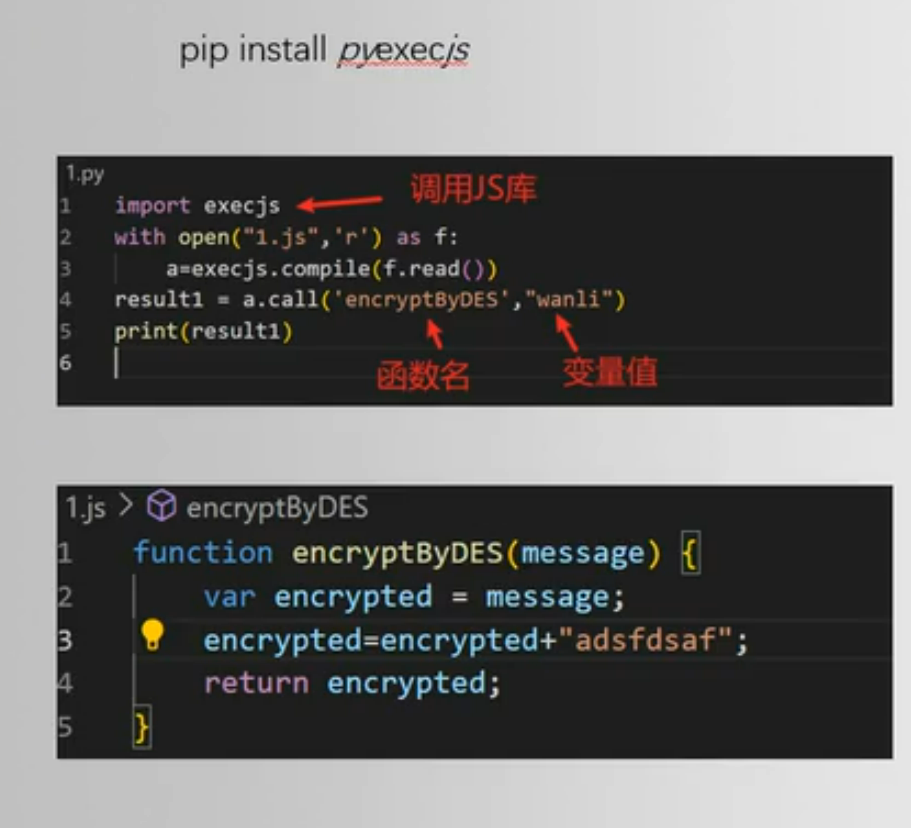 pip install pyexecjs
1.py
调用JS库
1 import execjs
2 with open("1.js",'r') as f:
3     a=execjs.compile(f.read())
4 result1 = a.call('encryptByDES',"wanli")
5 print(result1)
6
函数名 变量值
1.js > encryptByDES
1 function encryptByDES(message) {
2     var encrypted = message;
3     encrypted=encrypted+"adsfdsaf";
4     return encrypted;
5 }